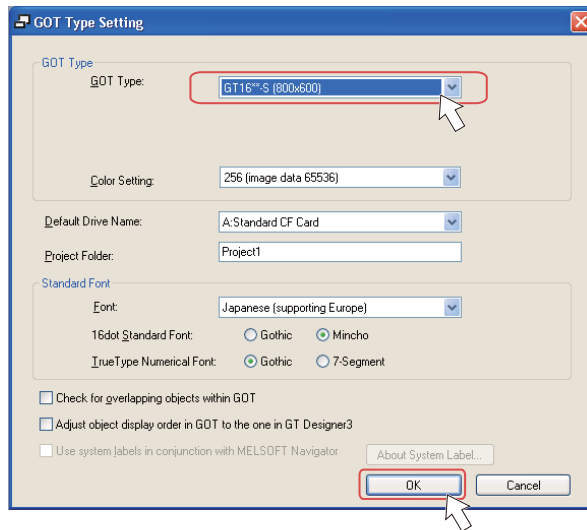 GOT Type Setting
GOT Type
GOT Type: GT16**-S (800x600)
Color Setting: 256 (image data 65536)
Default Drive Name: A:Standard CF Card
Project Folder: Project1
Standard Font
Font: Japanese (supporting Europe)
16dot Standard Font: Gothic Mincho
TrueType Numerical Font: Gothic 7-Segment
Check for overlapping objects within GOT
Adjust object display order in GOT to the one in GT Designer3
Use system labels in conjunction with MELSOFT Navigator About System Label...
OK Cancel